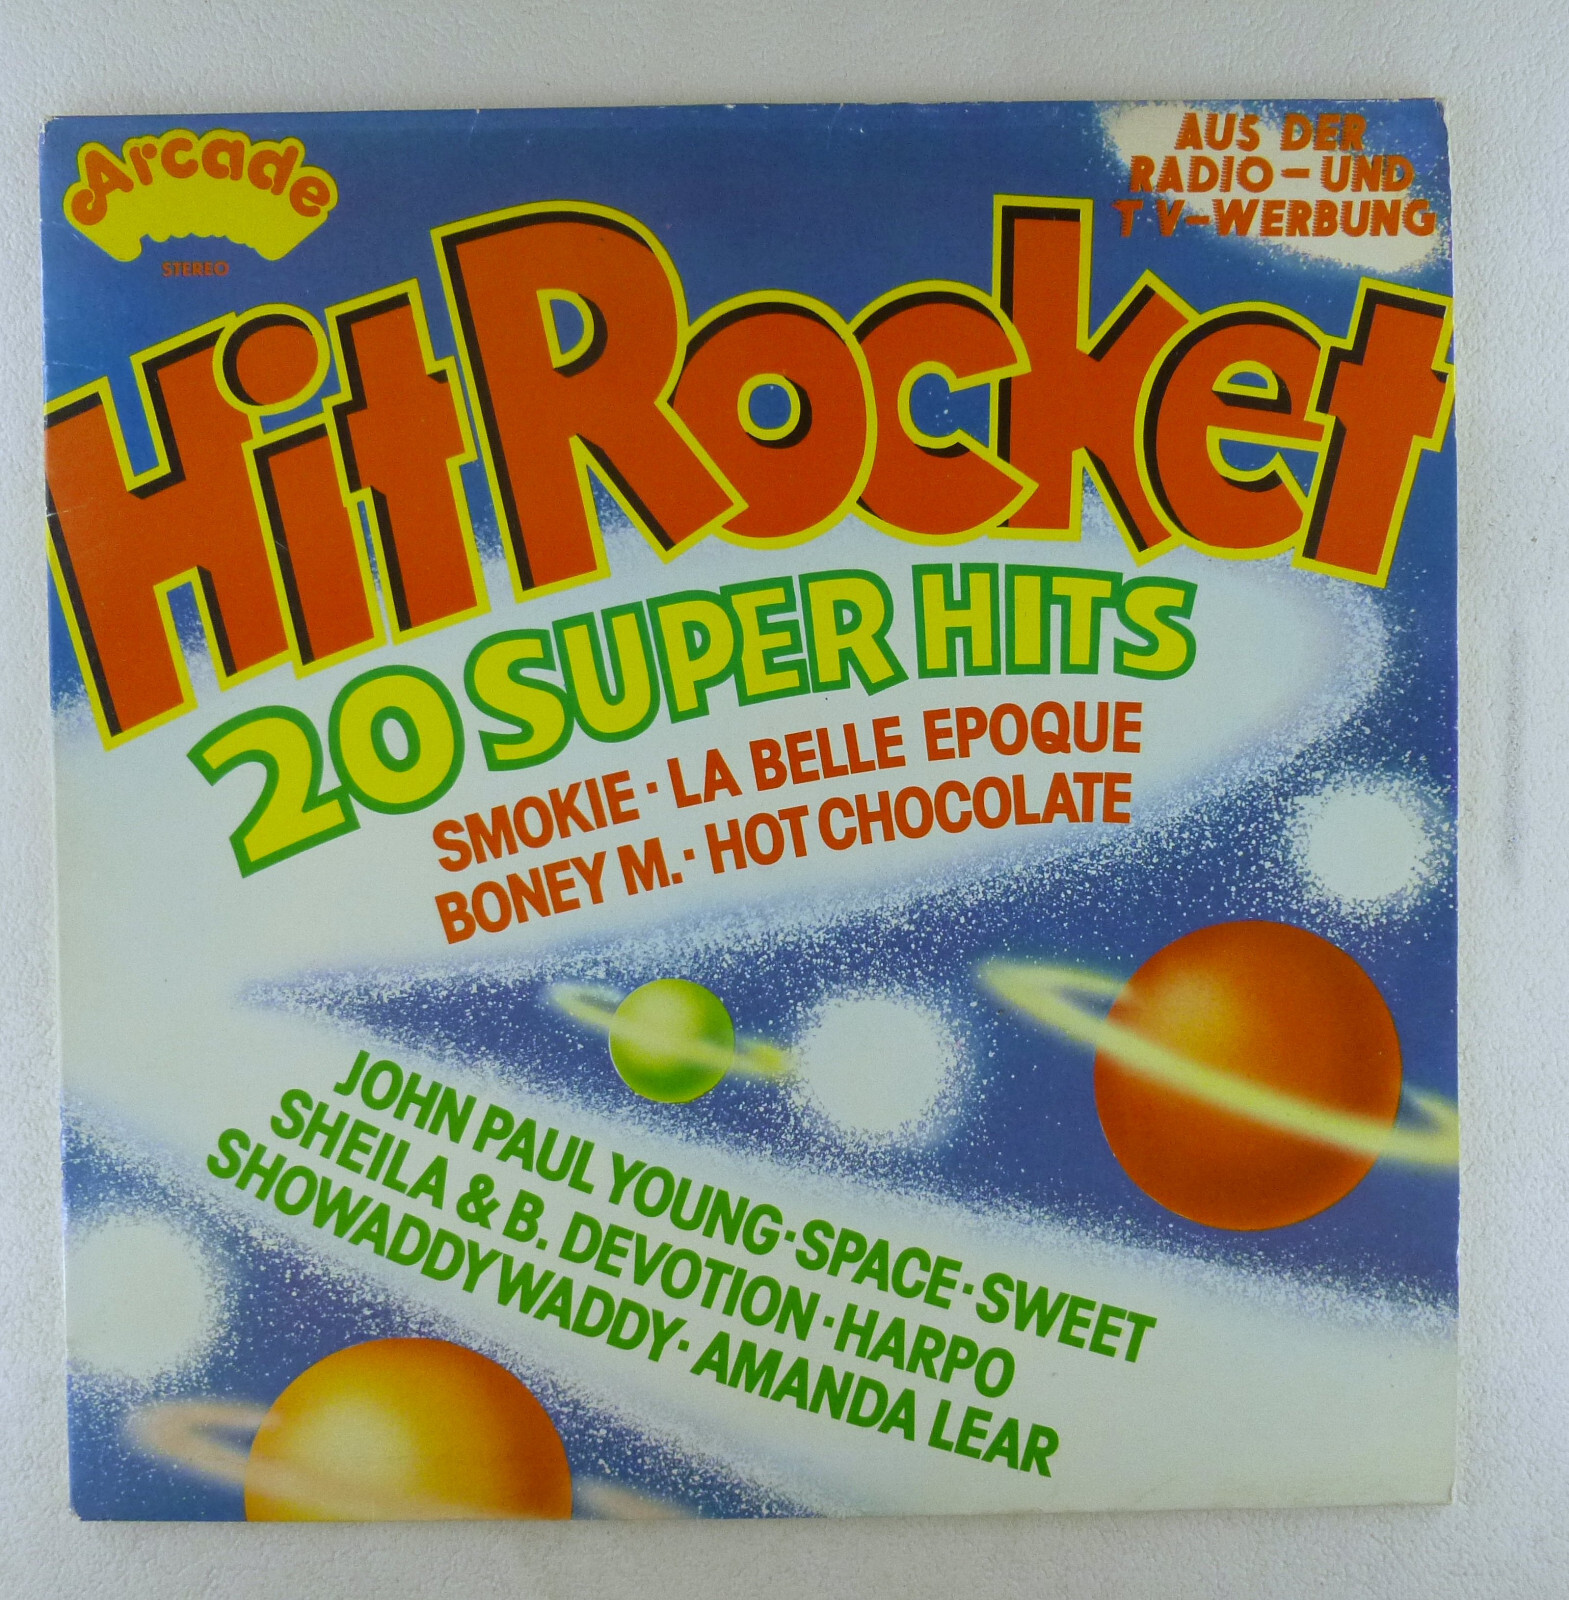 Arcade
STEREO
AUS DER
RADIO-UND
TV-WERBUNG
Hit Rocket
20 SUPER HITS
SMOKIE · LA BELLE EPOQUE
BONEY M. · HOT CHOCOLATE
JOHN PAUL YOUNG · SPACE · SWEET
SHEILA & B. DEVOTION · HARPO
SHOWADDYWADDY · AMANDA LEAR